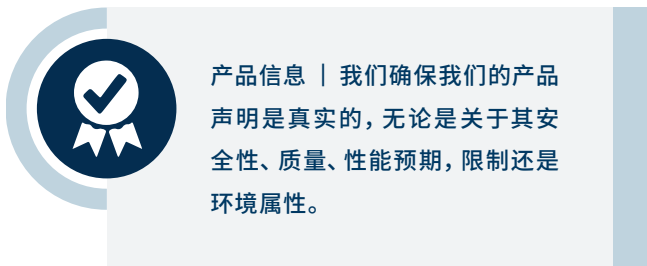 产品信息 | 我们确保我们的产品
声明是真实的，无论是关于其安
全性、质量、性能预期，限制还是
环境属性。